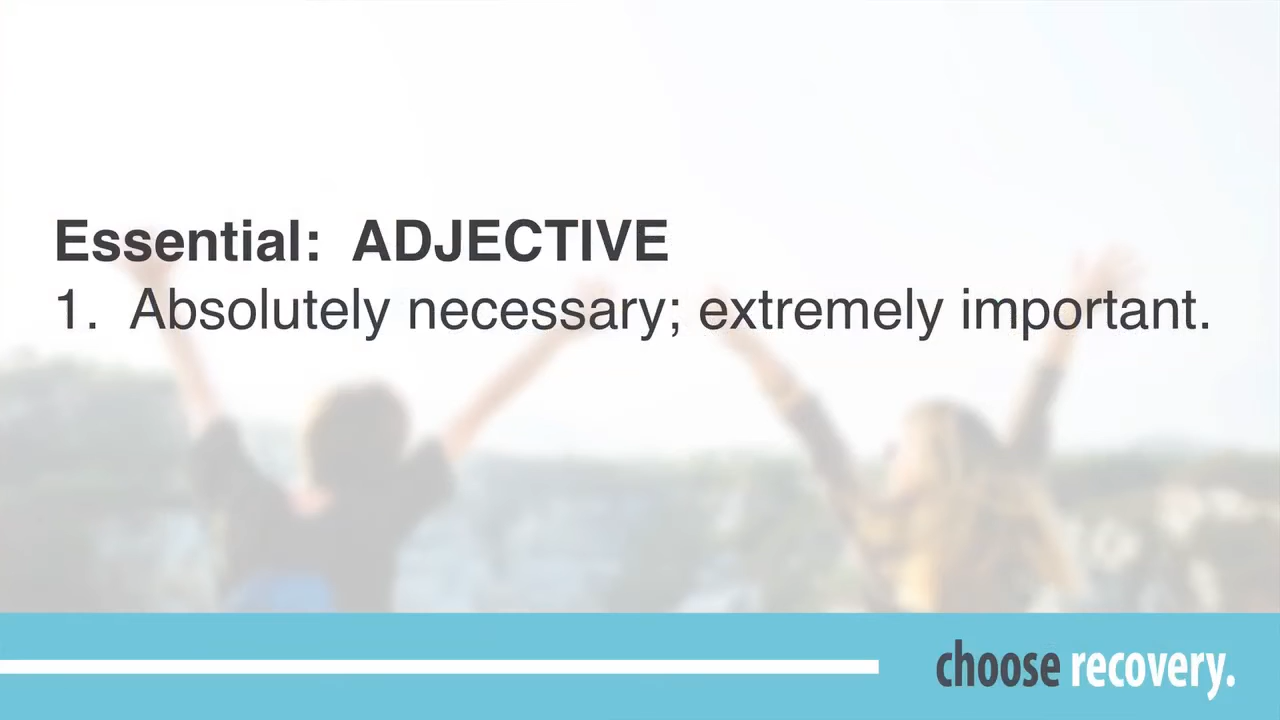 Essential: ADJECTIVE
1. Absolutely necessary; extremely important.
choose recovery.